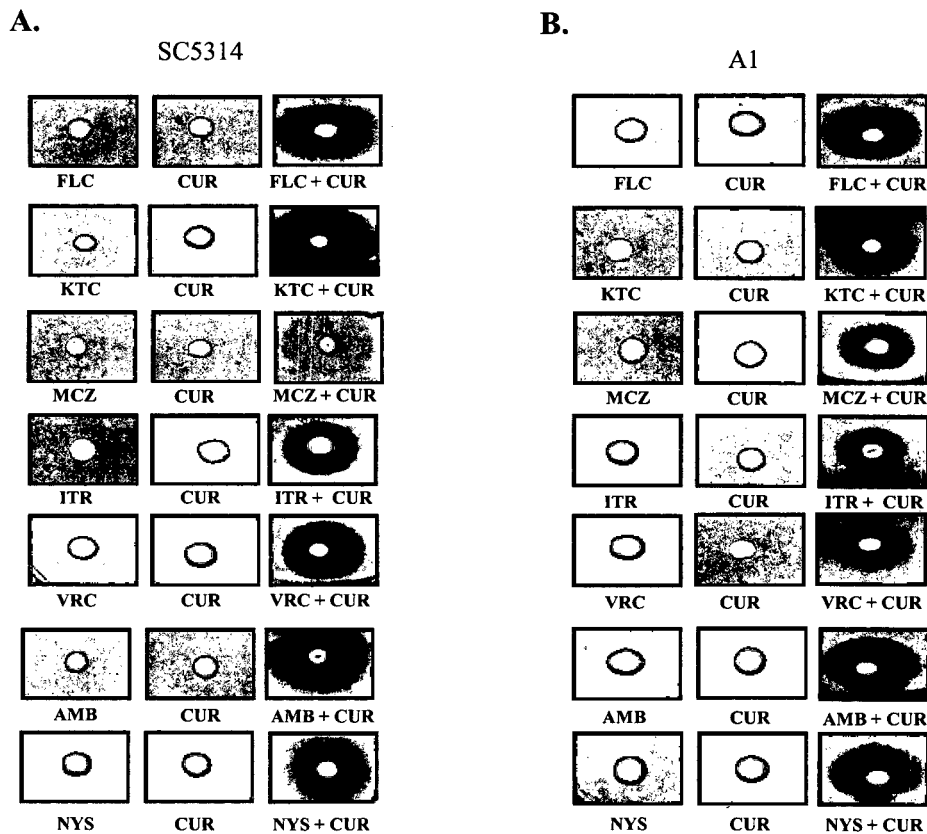 A.
SC5314
FLC CUR FLC + CUR
KTC CUR KTC + CUR
MCZ CUR MCZ + CUR
ITR CUR ITR + CUR
VRC CUR VRC + CUR
AMB CUR AMB + CUR
NYS CUR NYS + CUR
B.
A1
FLC CUR FLC + CUR
KTC CUR KTC + CUR
MCZ CUR MCZ + CUR
ITR CUR ITR + CUR
VRC CUR VRC + CUR
AMB CUR AMB + CUR
NYS CUR NYS + CUR